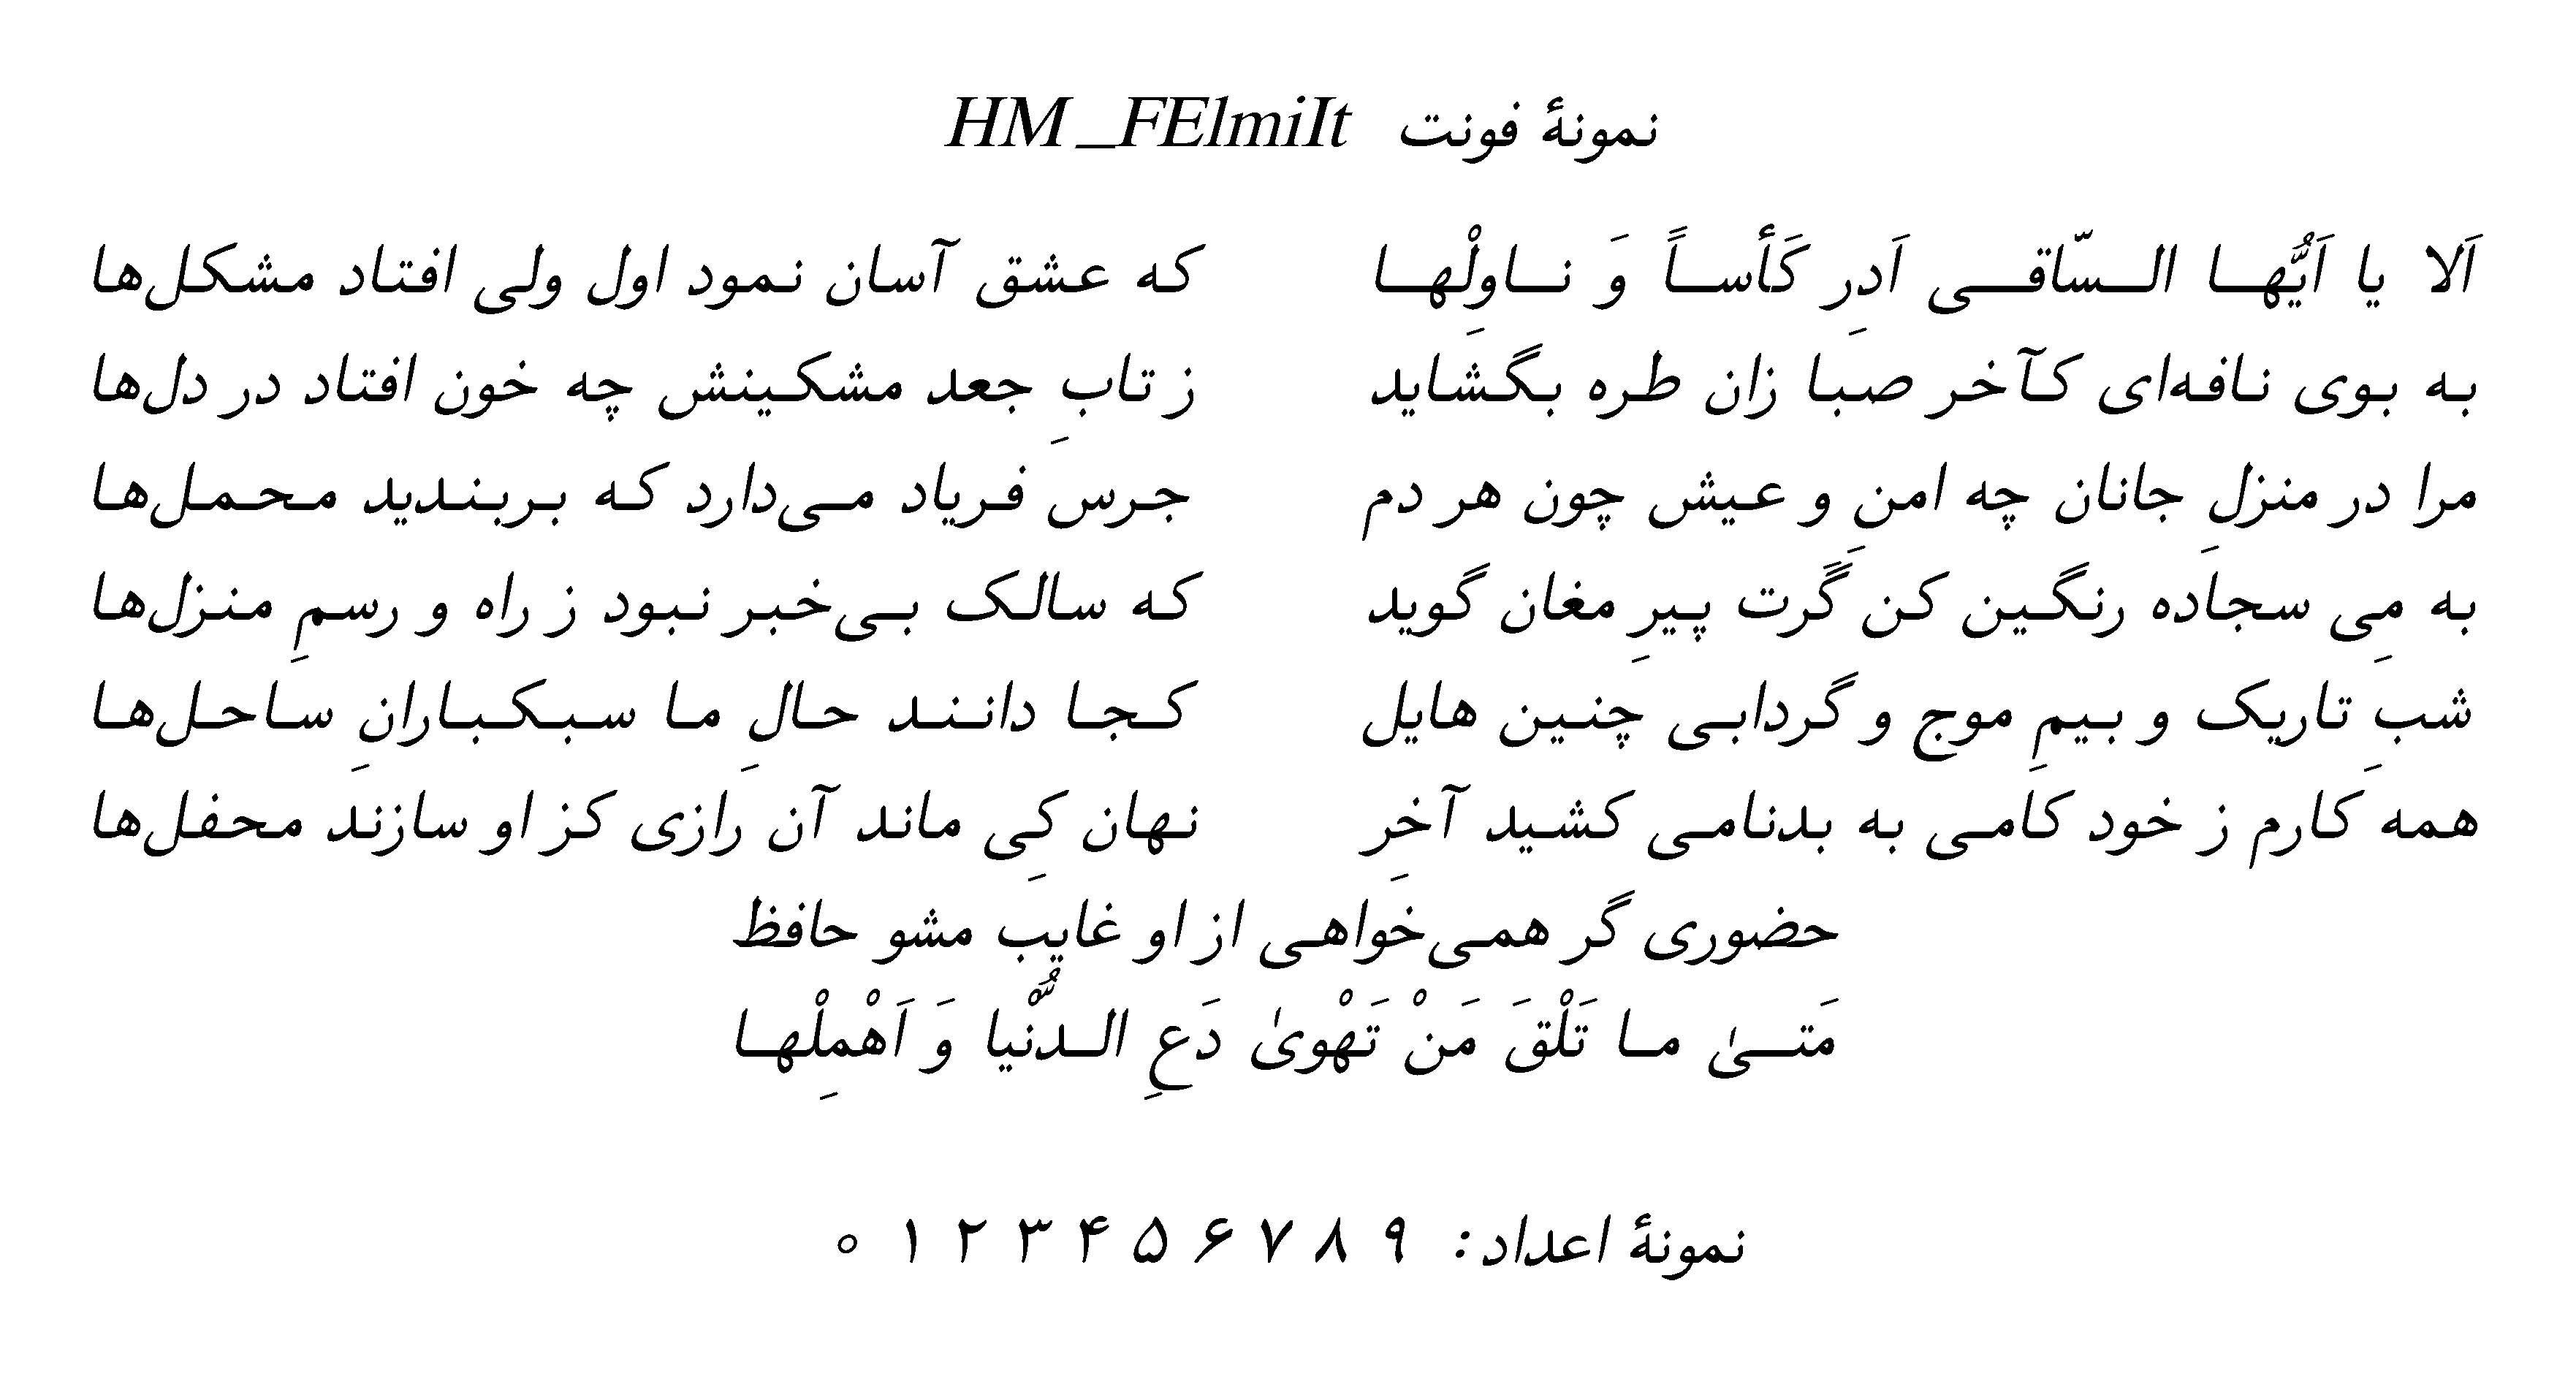 نمونهٔ فونت HM_FElmiIt
اَلا یا اَیُّها السّاقی اَدِر کَأساً وَ ناوِلْها که عشق آسان نمود اول ولی افتاد مشکل‌ها
به بوی نافه‌ای کآخر صبا زان طره بگشاید ز تابِ جعد مشکینش چه خون افتاد در دل‌ها
مرا در منزلِ جانان چه امنِ و عیش چون هر دم جرس فریاد می‌دارد که بربندید محمل‌ها
به مِی سجاده رنگین کن گَرت پیرِ مغان گوید که سالک بی‌خبر نبود ز راه و رسمِ منزل‌ها
شبِ تاریک و بیمِ موج و گردابی چنین هایل کجا دانند حالِ ما سبکبارانِ ساحل‌ها
همه کارم ز خود کامی به بدنامی کشید آخِر نهان کِی ماند آن رازی کز او سازند محفل‌ها
حضوری گر همی‌خواهی از او غایب مشو حافظ
مَتیٰ ما تَلْقَ مَنْ تَهْویٰ دَعِ الدُّنْیا وَ اَهْمِلْها
نمونهٔ اعداد: ۹ ۸ ۷ ۶ ۵ ۴ ۳ ۲ ۱ ۰